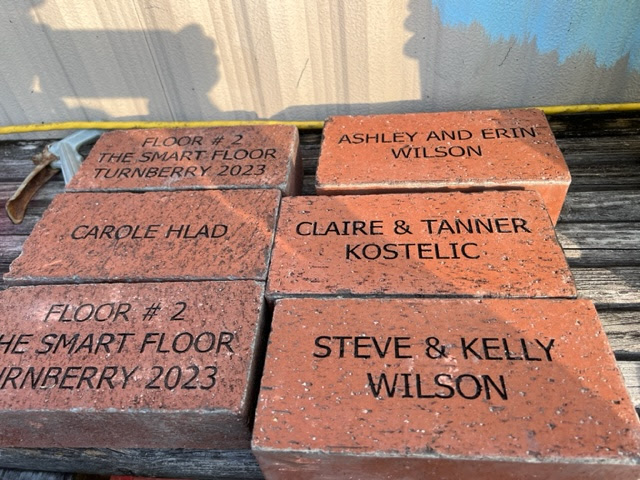 FLOOR # 2
THE SMART FLOOR
TURNBERRY 2023
ASHLEY AND ERIN
WILSON
CAROLE HLAD
CLAIRE & TANNER
KOSTELIC
FLOOR # 2
HE SMART FLOOR
URNBERRY 2023
STEVE & KELLY
WILSON